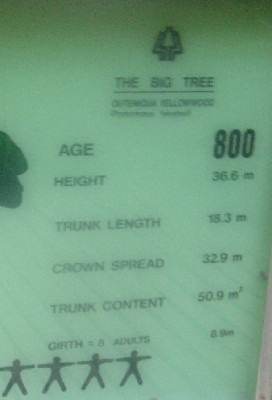 THE BIG TREE
OUTENIQUA YELLOWWOOD
AGE 800
HEIGHT 36.6 m
TRUNK LENGTH 18.3 m
CROWN SPREAD 32.9 m
TRUNK CONTENT 50.9 m²
GIRTH = 8 ADULTS 8.9m